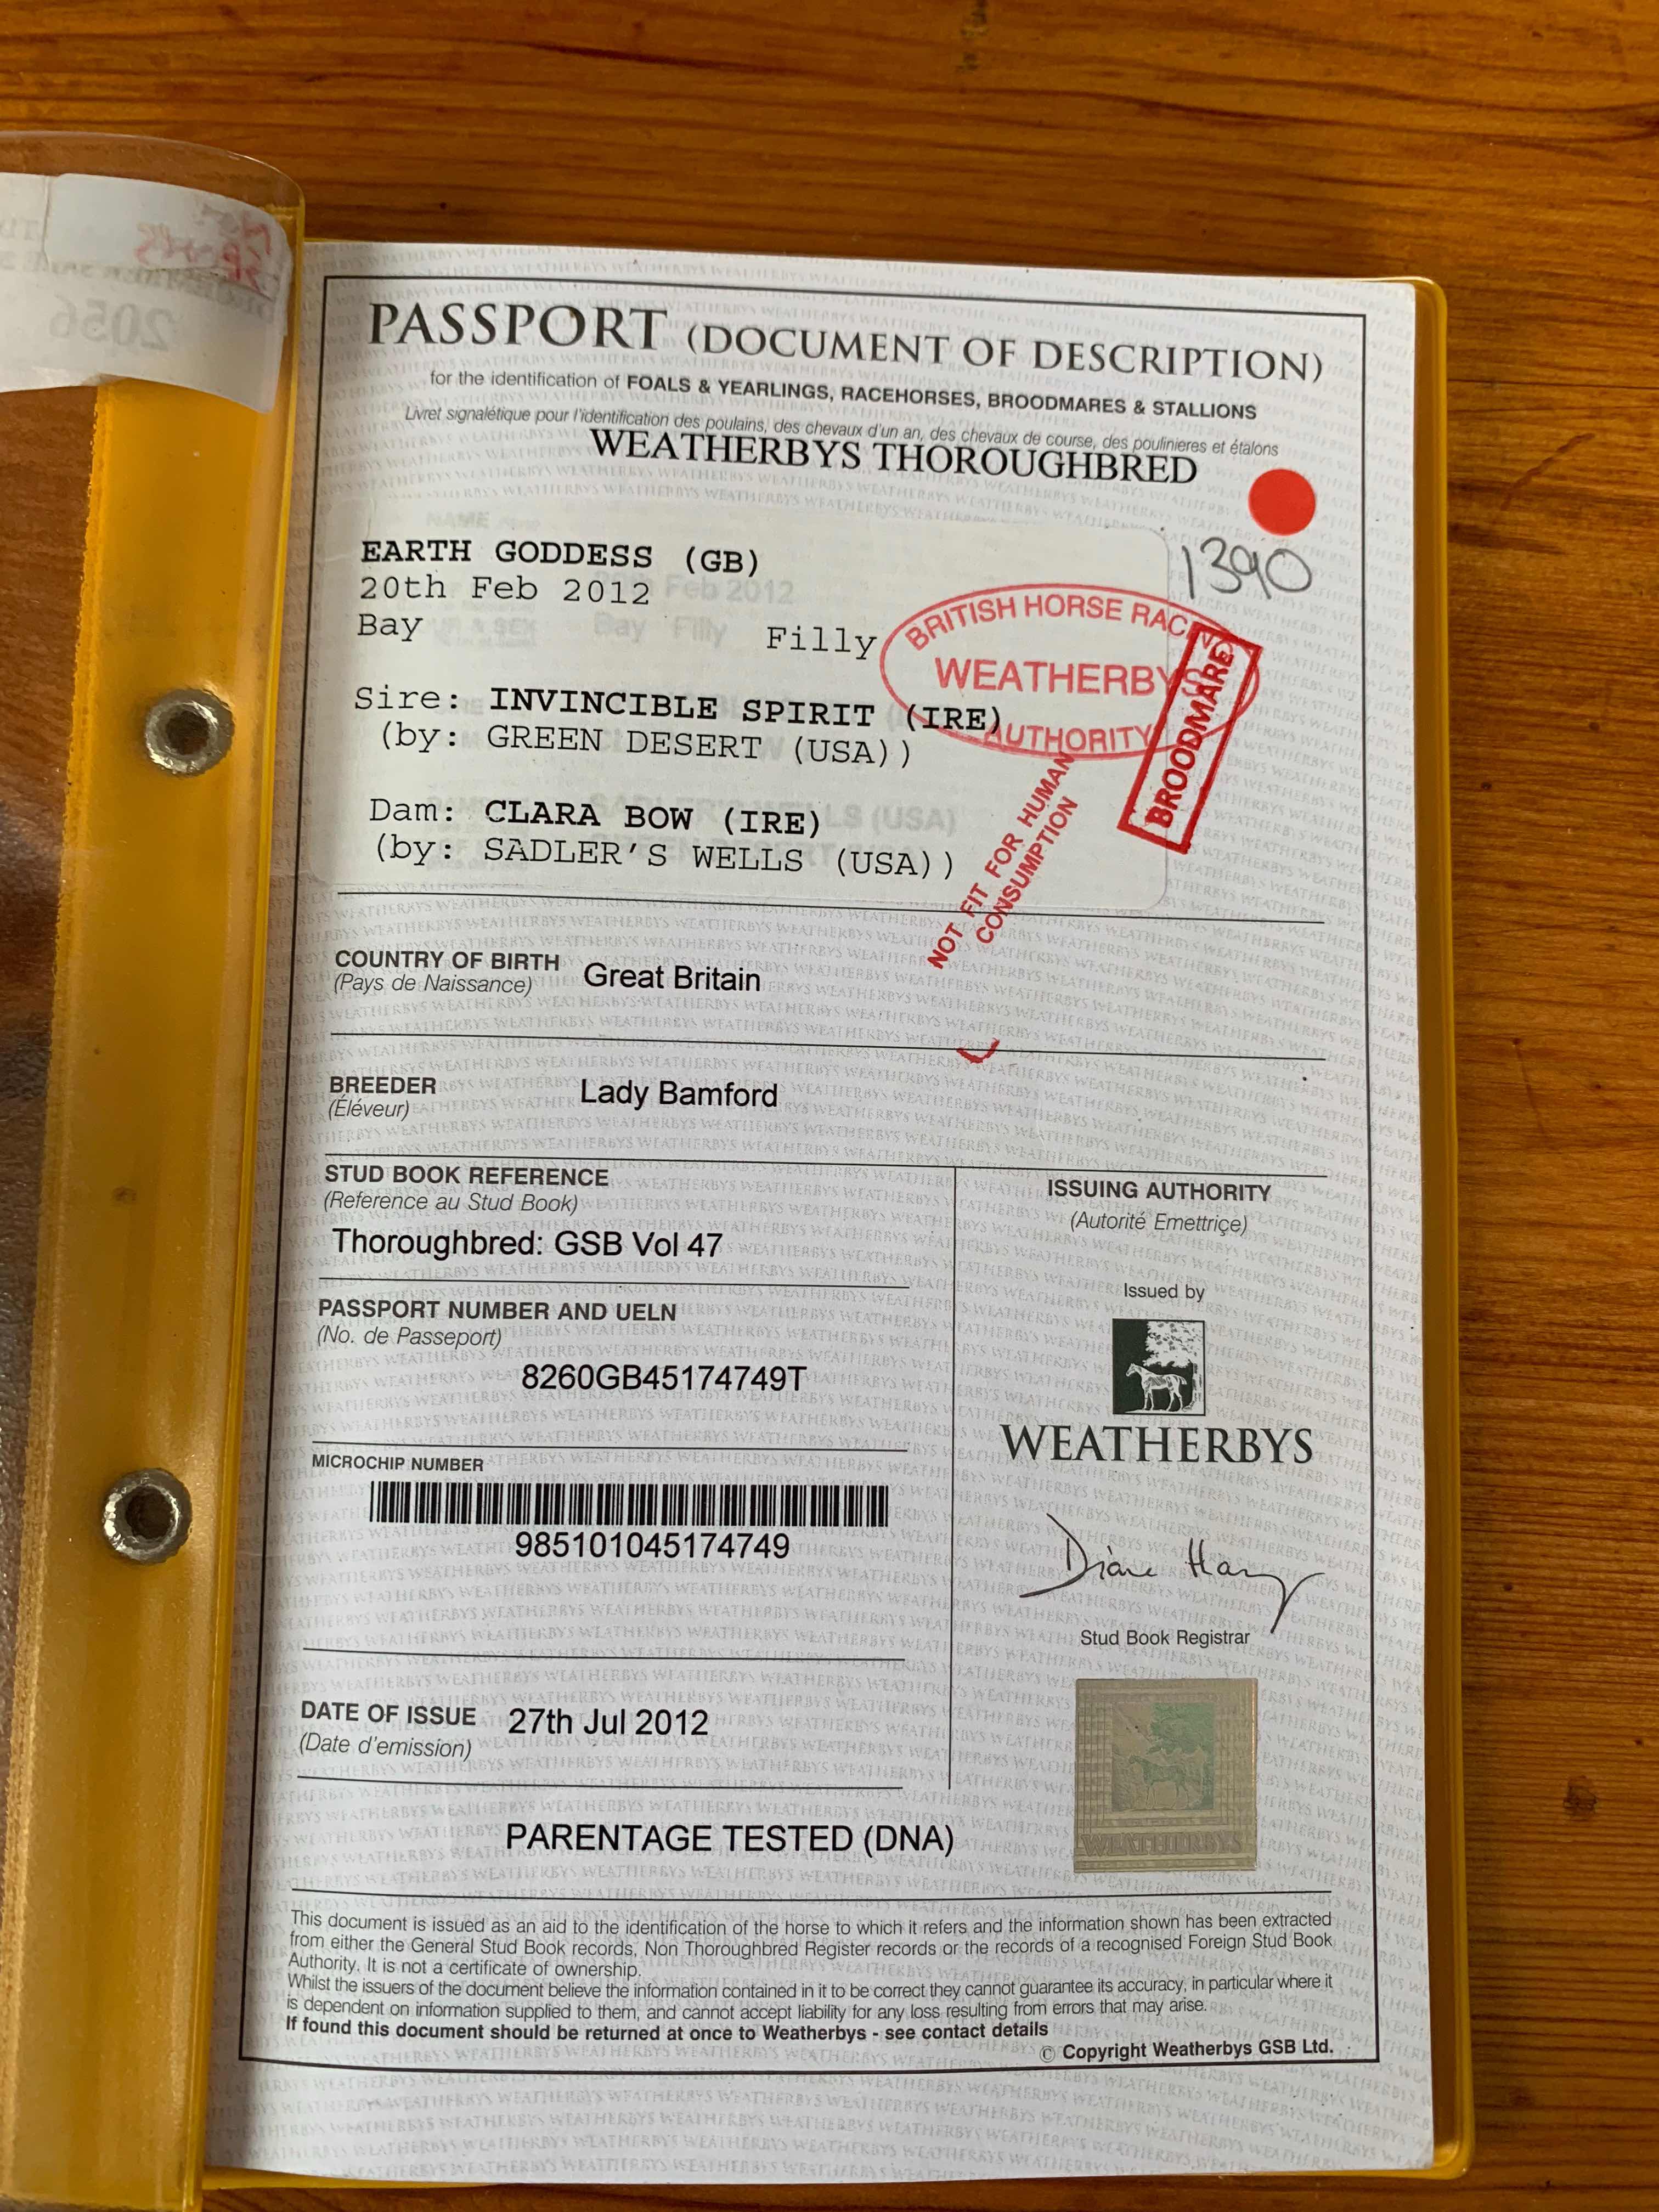 2056
PASSPORT (DOCUMENT OF DESCRIPTION)
for the identification of FOALS & YEARLINGS, RACEHORSES, BROODMARES & STALLIONS
Livret signalétique pour l'identification des poulains, des chevaux d'un an, des chevaux de course, des poulinieres et étalons
WEATHERBYS THOROUGHBRED
1390
EARTH GODDESS (GB)
20th Feb 2012
Bay Filly
BRITISH HORSE RACING
WEATHERBYS
AUTHORITY
BROODMARE
Sire: INVINCIBLE SPIRIT (IRE)
(by: GREEN DESERT (USA))
NOT FIT FOR HUMAN
CONSUMPTION
Dam: CLARA BOW (IRE)
(by: SADLER'S WELLS (USA))
COUNTRY OF BIRTH Great Britain
(Pays de Naissance)
BREEDER Lady Bamford
(Éléveur)
STUD BOOK REFERENCE
(Reference au Stud Book)
Thoroughbred: GSB Vol 47
PASSPORT NUMBER AND UELN
(No. de Passeport)
8260GB45174749T
MICROCHIP NUMBER
985101045174749
DATE OF ISSUE 27th Jul 2012
(Date d'emission)
PARENTAGE TESTED (DNA)
ISSUING AUTHORITY
(Autorité Emettriçe)
Issued by
WEATHERBYS
Stud Book Registrar
WEATHERBYS
This document is issued as an aid to the identification of the horse to which it refers and the information shown has been extracted
from either the General Stud Book records, Non Thoroughbred Register records or the records of a recognised Foreign Stud Book
Authority. It is not a certificate of ownership.
Whilst the issuers of the document believe the information contained in it to be correct they cannot guarantee its accuracy, in particular where it
is dependent on information supplied to them, and cannot accept liability for any loss resulting from errors that may arise.
If found this document should be returned at once to Weatherbys - see contact details
© Copyright Weatherbys GSB Ltd.